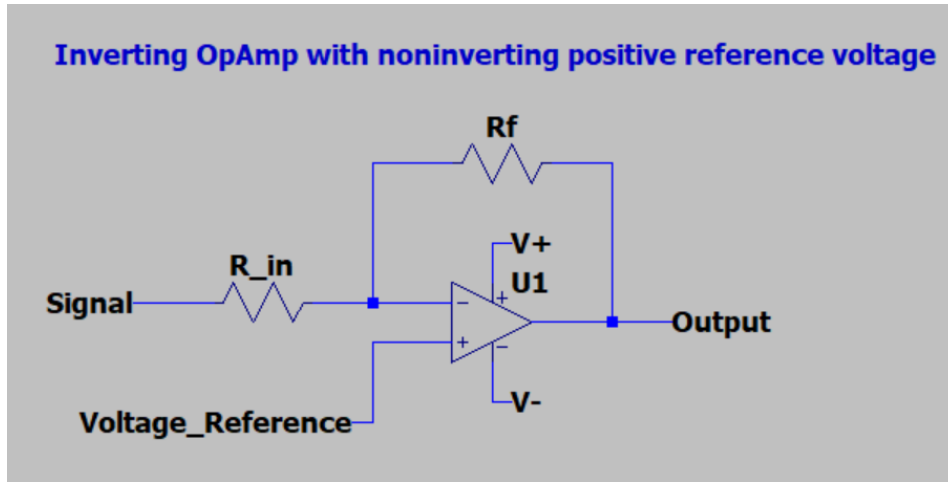 Inverting OpAmp with noninverting positive reference voltage
Rf
V+
R_in
U1
Signal
-
+
Output
+
-
V-
Voltage_Reference